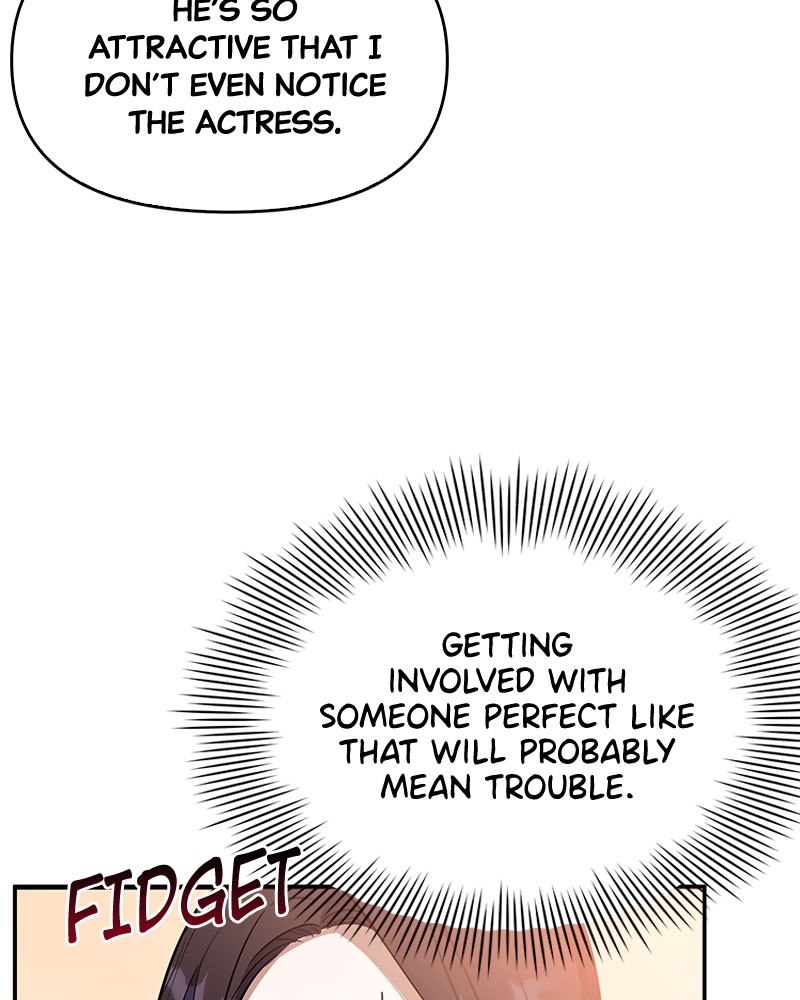 HE'S SO
ATTRACTIVE THAT I
DON'T EVEN NOTICE
THE ACTRESS.
GETTING
INVOLVED WITH
SOMEONE PERFECT LIKE
THAT WILL PROBABLY
MEAN TROUBLE.
FIDGET